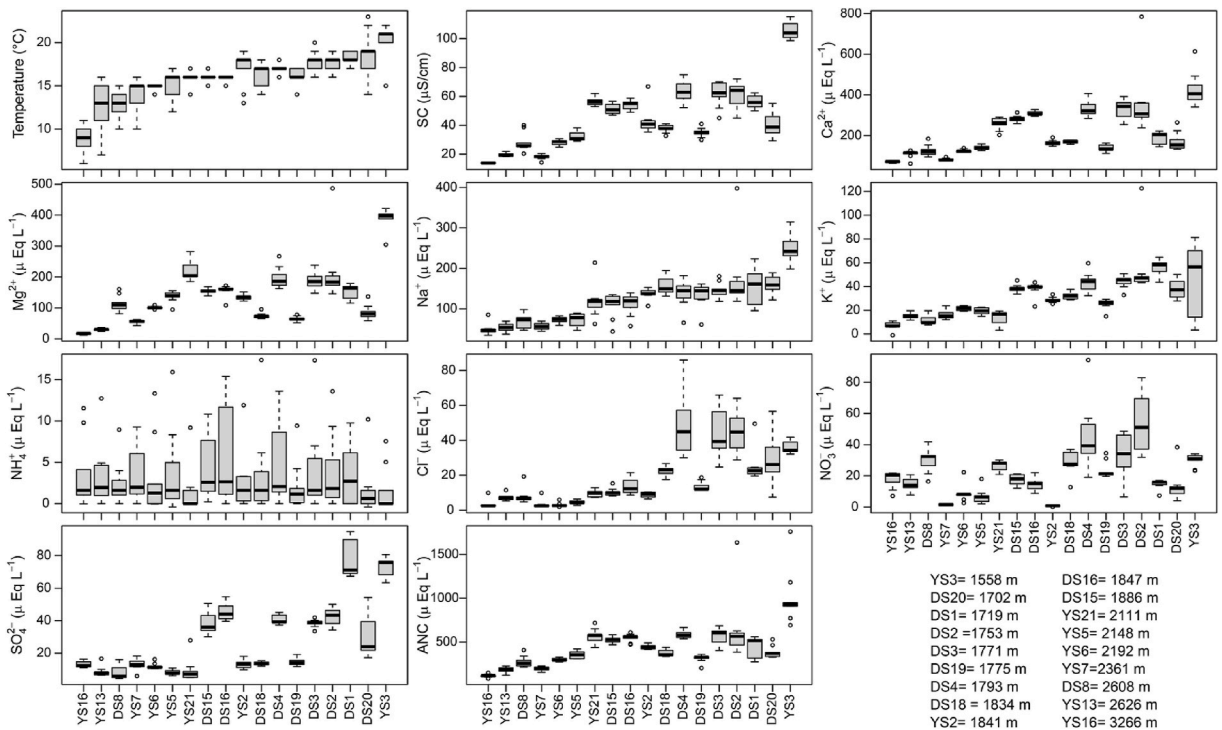 Temperature (°C)
10
15
20
SC (µS/cm)
20
40
60
80
100
Ca²⁺ (µ Eq L⁻¹)
200
400
600
800
Mg²⁺ (µ Eq L⁻¹)
0
100
200
300
400
500
Na⁺ (µ Eq L⁻¹)
100
200
300
400
K⁺ (µ Eq L⁻¹)
0
20
40
60
80
100
120
NH₄⁺ (µ Eq L⁻¹)
0
5
10
15
Cl⁻ (µ Eq L⁻¹)
0
20
40
60
80
NO₃⁻ (µ Eq L⁻¹)
0
20
40
60
80
YS16 YS13 DS8 YS7 YS6 YS5 YS21 DS15 DS16 YS2 DS18 DS4 DS19 DS3 DS2 DS1 DS20 YS3
SO₄²⁻ (µ Eq L⁻¹)
20
40
60
80
YS16 YS13 DS8 YS7 YS6 YS5 YS21 DS15 DS16 YS2 DS18 DS4 DS19 DS3 DS2 DS1 DS20 YS3
ANC (µ Eq L⁻¹)
0
500
1000
1500
YS16 YS13 DS8 YS7 YS6 YS5 YS21 DS15 DS16 YS2 DS18 DS4 DS19 DS3 DS2 DS1 DS20 YS3
YS3= 1558 m
DS20= 1702 m
DS1= 1719 m
DS2 =1753 m
DS3= 1771 m
DS19= 1775 m
DS4= 1793 m
DS18 = 1834 m
YS2= 1841 m
DS16= 1847 m
DS15= 1886 m
YS21= 2111 m
YS5= 2148 m
YS6= 2192 m
YS7=2361 m
DS8= 2608 m
YS13= 2626 m
YS16= 3266 m